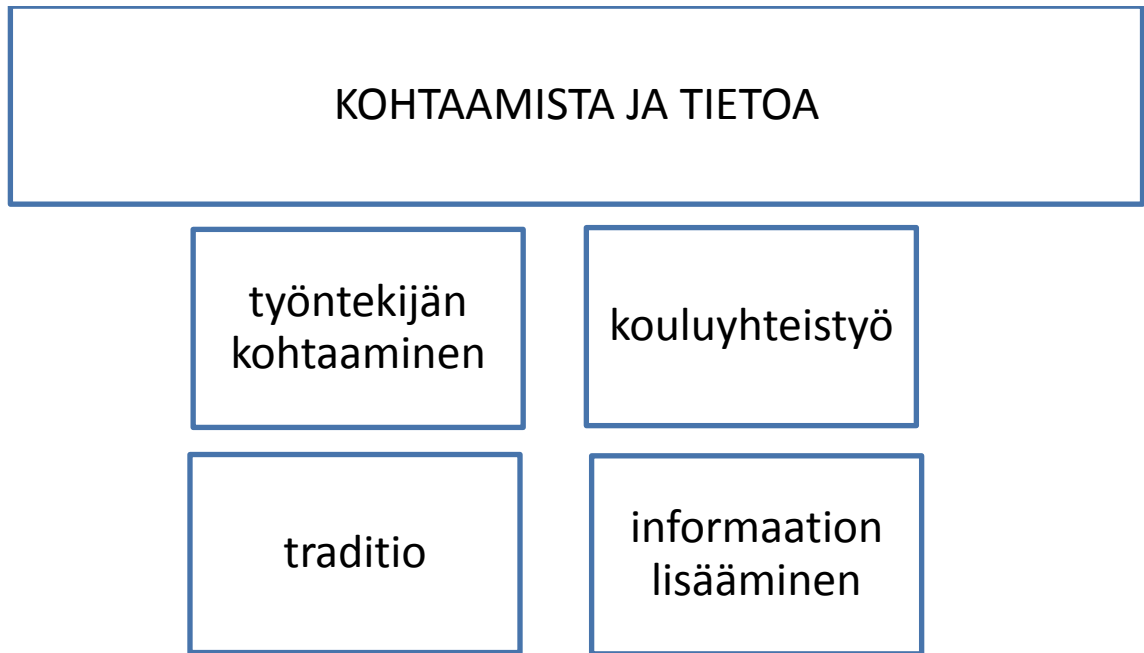 KOHTAAMISTA JA TIETOA
työntekijän
kohtaaminen
kouluyhteistyö
traditio
informaation
lisääminen